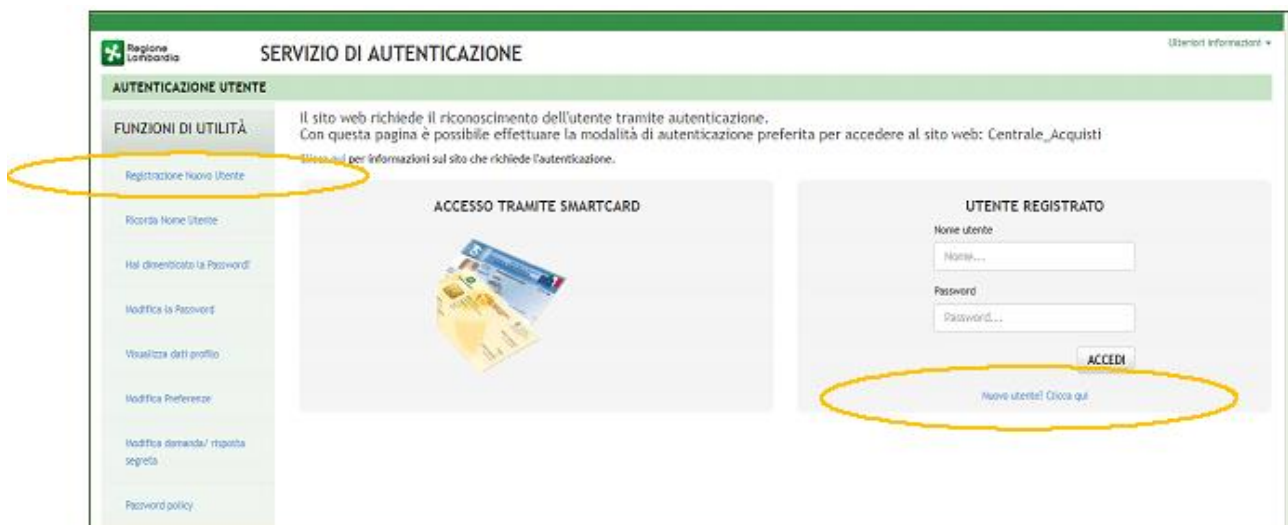 Regione
Lombardia
SERVIZIO DI AUTENTICAZIONE
Ulteriori informazioni
AUTENTICAZIONE UTENTE
FUNZIONI DI UTILITÀ
Registrazione Nuovo Utente
Ricorda Nome Utente
Hai dimenticato la Password?
Modifica la Password
Visualizza dati profilo
Modifica Preferenze
Modifica domanda/ risposta
segreta
Password policy
Il sito web richiede il riconoscimento dell'utente tramite autenticazione.
Con questa pagina è possibile effettuare la modalità di autenticazione preferita per accedere al sito web: Centrale_Acquisti
Clicca qui per informazioni sul sito che richiede l'autenticazione.
ACCESSO TRAMITE SMARTCARD
UTENTE REGISTRATO
Nome utente
Nome...
Password
Password...
ACCEDI
Nuovo utente? Clicca qui